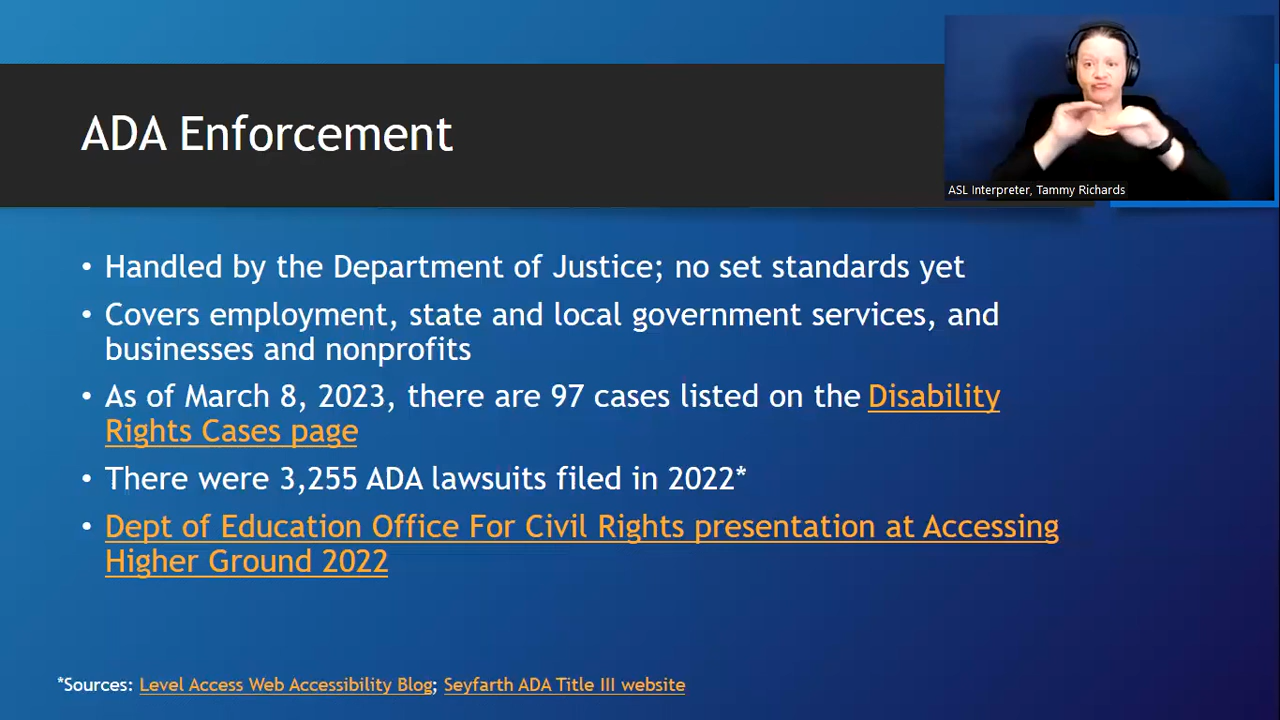 ADA Enforcement
ASL Interpreter, Tammy Richards
• Handled by the Department of Justice; no set standards yet
• Covers employment, state and local government services, and
businesses and nonprofits
• As of March 8, 2023, there are 97 cases listed on the Disability
Rights Cases page
• There were 3,255 ADA lawsuits filed in 2022*
• Dept of Education Office For Civil Rights presentation at Accessing
Higher Ground 2022
*Sources: Level Access Web Accessibility Blog; Seyfarth ADA Title III website